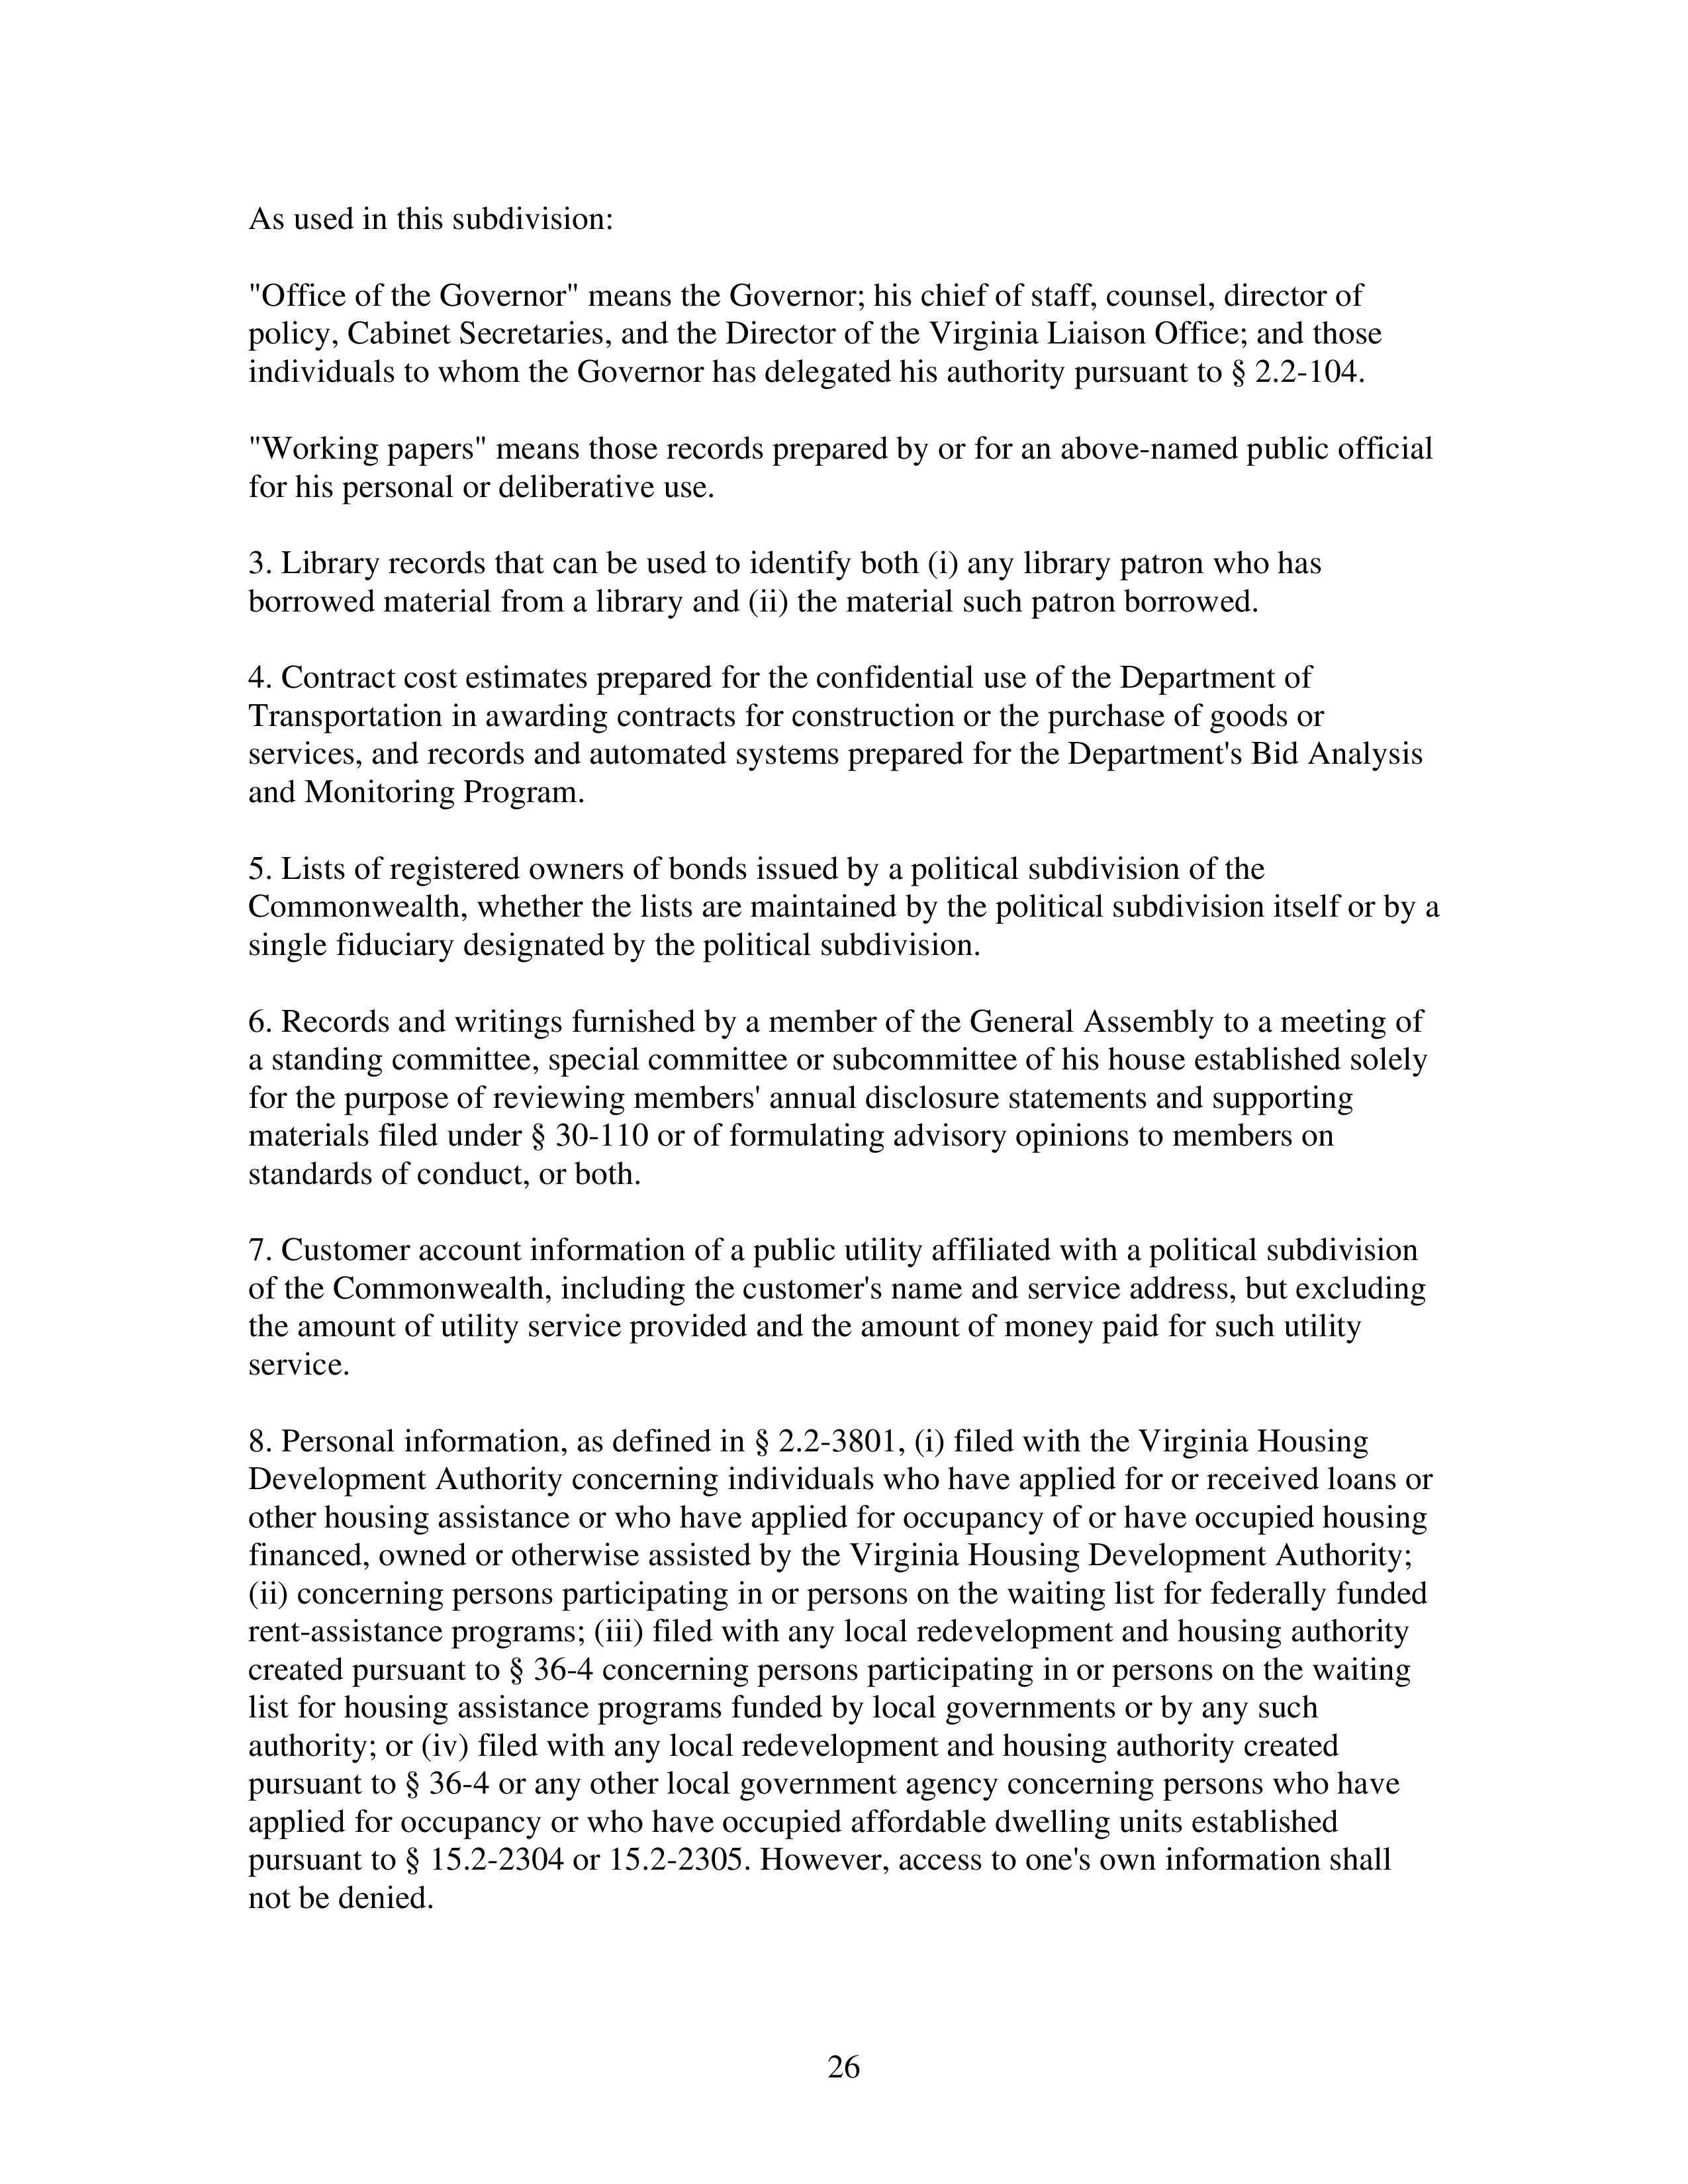 As used in this subdivision:
"Office of the Governor" means the Governor; his chief of staff, counsel, director of
policy, Cabinet Secretaries, and the Director of the Virginia Liaison Office; and those
individuals to whom the Governor has delegated his authority pursuant to § 2.2-104.
"Working papers" means those records prepared by or for an above-named public official
for his personal or deliberative use.
3. Library records that can be used to identify both (i) any library patron who has
borrowed material from a library and (ii) the material such patron borrowed.
4. Contract cost estimates prepared for the confidential use of the Department of
Transportation in awarding contracts for construction or the purchase of goods or
services, and records and automated systems prepared for the Department's Bid Analysis
and Monitoring Program.
5. Lists of registered owners of bonds issued by a political subdivision of the
Commonwealth, whether the lists are maintained by the political subdivision itself or by a
single fiduciary designated by the political subdivision.
6. Records and writings furnished by a member of the General Assembly to a meeting of
a standing committee, special committee or subcommittee of his house established solely
for the purpose of reviewing members' annual disclosure statements and supporting
materials filed under § 30-110 or of formulating advisory opinions to members on
standards of conduct, or both.
7. Customer account information of a public utility affiliated with a political subdivision
of the Commonwealth, including the customer's name and service address, but excluding
the amount of utility service provided and the amount of money paid for such utility
service.
8. Personal information, as defined in § 2.2-3801, (i) filed with the Virginia Housing
Development Authority concerning individuals who have applied for or received loans or
other housing assistance or who have applied for occupancy of or have occupied housing
financed, owned or otherwise assisted by the Virginia Housing Development Authority;
(ii) concerning persons participating in or persons on the waiting list for federally funded
rent-assistance programs; (iii) filed with any local redevelopment and housing authority
created pursuant to § 36-4 concerning persons participating in or persons on the waiting
list for housing assistance programs funded by local governments or by any such
authority; or (iv) filed with any local redevelopment and housing authority created
pursuant to § 36-4 or any other local government agency concerning persons who have
applied for occupancy or who have occupied affordable dwelling units established
pursuant to § 15.2-2304 or 15.2-2305. However, access to one's own information shall
not be denied.
26